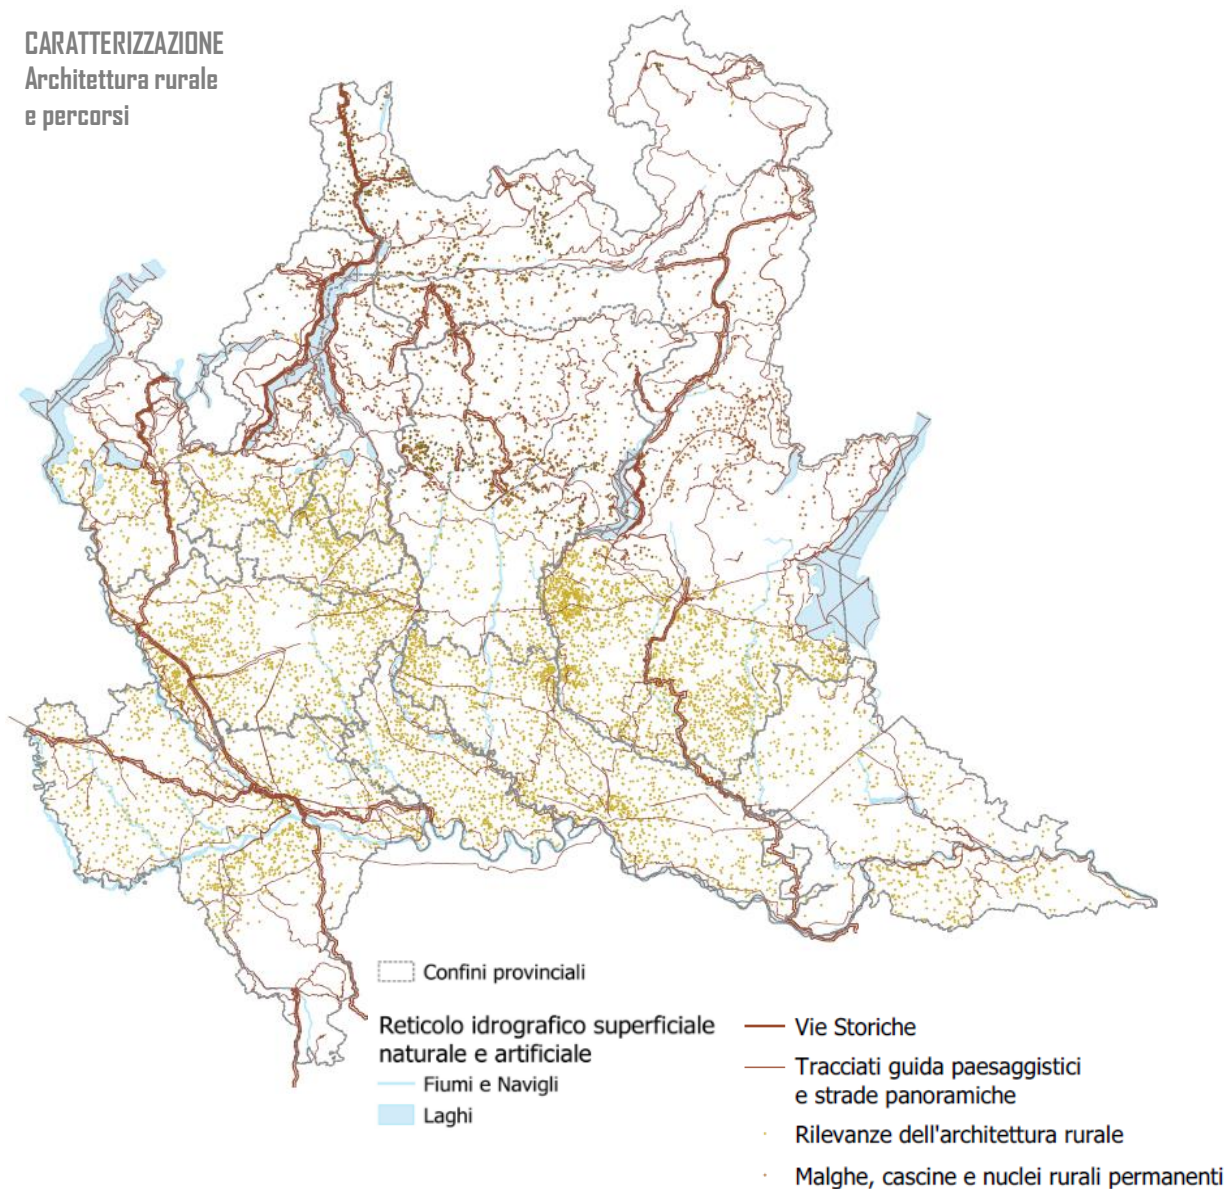 CARATTERIZZAZIONE
Architettura rurale
e percorsi
Confini provinciali
Reticolo idrografico superficiale
naturale e artificiale
Fiumi e Navigli
Laghi
Vie Storiche
Tracciati guida paesaggistici
e strade panoramiche
Rilevanze dell'architettura rurale
Malghe, cascine e nuclei rurali permanenti